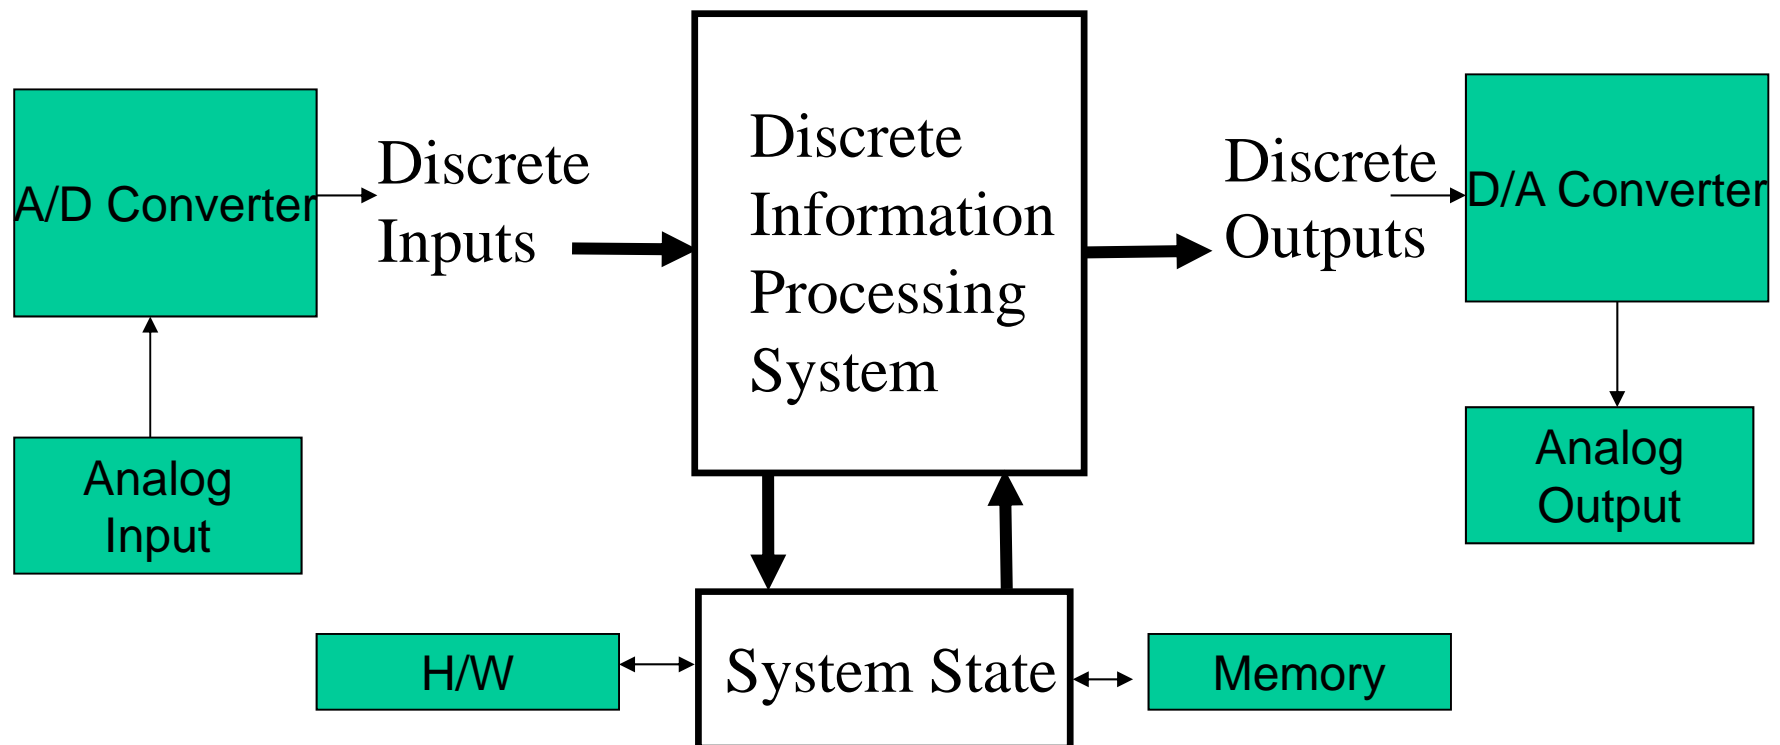 A/D Converter
Discrete
Inputs
Analog
Input
Discrete
Information
Processing
System
Discrete
Outputs
D/A Converter
Analog
Output
H/W
System State
Memory